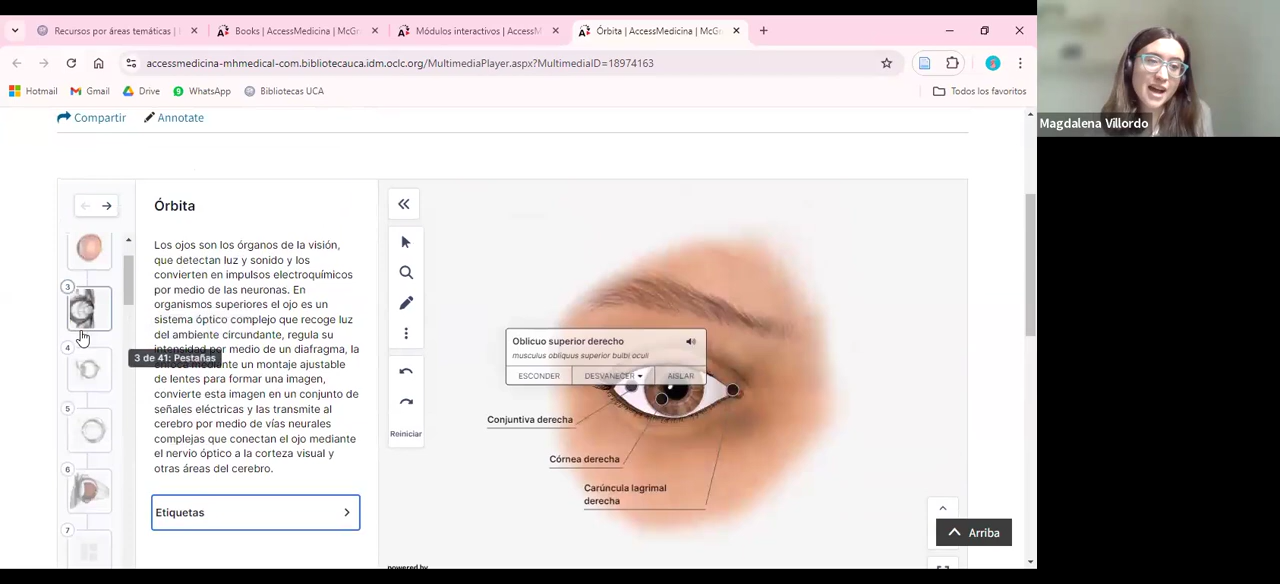 Recursos por áreas temáticas |
Books | AccessMedicina | McGr
Módulos interactivos | AccessM
Órbita | AccessMedicina | McGr
accessmedicina-mhmedical-com.bibliotecauca.idm.oclc.org/MultimediaPlayer.aspx?MultimediaID=18974163
Hotmail
Gmail
Drive
WhatsApp
Bibliotecas UCA
Todos los favoritos
Compartir
Annotate
Magdalena Villordo
3
4
5
6
7
3 de 41: Pestañas
Órbita
Los ojos son los órganos de la visión,
que detectan luz y sonido y los
convierten en impulsos electroquímicos
por medio de las neuronas. En
organismos superiores el ojo es un
sistema óptico complejo que recoge luz
del ambiente circundante, regula su
intensidad por medio de un diafragma, la
enfoca mediante un montaje ajustable
de lentes para formar una imagen,
convierte esta imagen en un conjunto de
señales eléctricas y las transmite al
cerebro por medio de vías neurales
complejas que conectan el ojo mediante
el nervio óptico a la corteza visual y
otras áreas del cerebro.
Etiquetas
Reiniciar
Oblicuo superior derecho
musculus obliquus superior bulbi oculi
ESCONDER
DESVANECER
AISLAR
Conjuntiva derecha
Córnea derecha
Carúncula lagrimal
derecha
Arriba
powered by